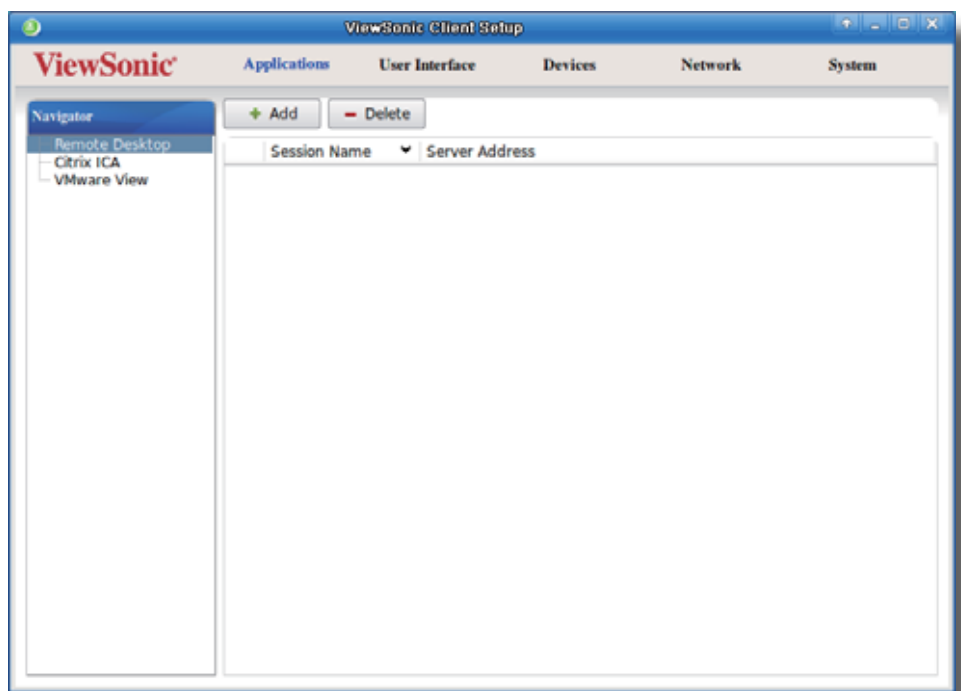 ViewSonic Client Setup
ViewSonic®
Applications User Interface Devices Network System
Navigator
Remote Desktop
Citrix ICA
VMware View
+ Add − Delete
Session Name Server Address